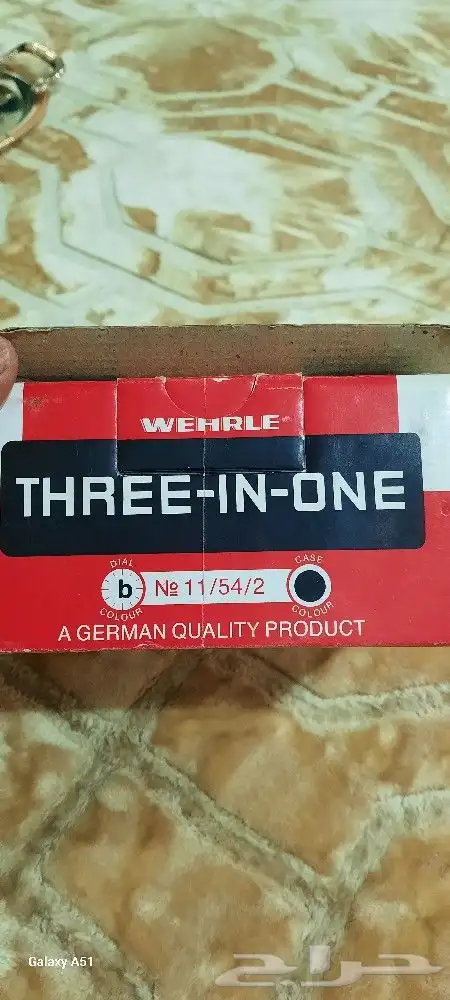 WEHRLE
THREE-IN-ONE
DIAL
b
COLOUR
№ 11/54/2
CASE
COLOUR
A GERMAN QUALITY PRODUCT
Galaxy A51
حراج